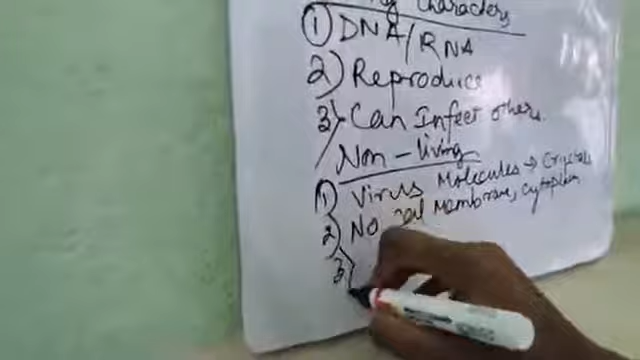 Characters
1) DNA/RNA
2) Reproduce
3) Can Infect others.
Non-living
1) Virus Molecules → Crystals
2) No cell Membrane, Cytoplasm
3)